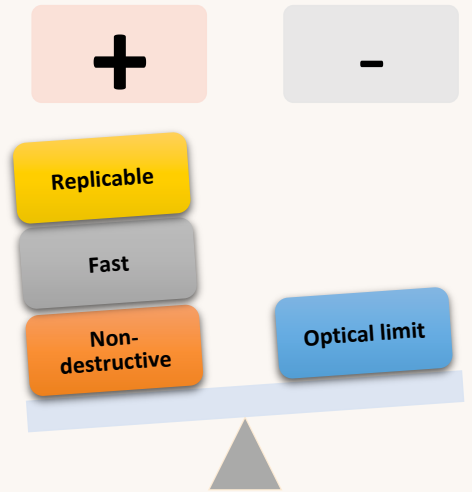 +
-
Replicable
Fast
Non-
destructive
Optical limit